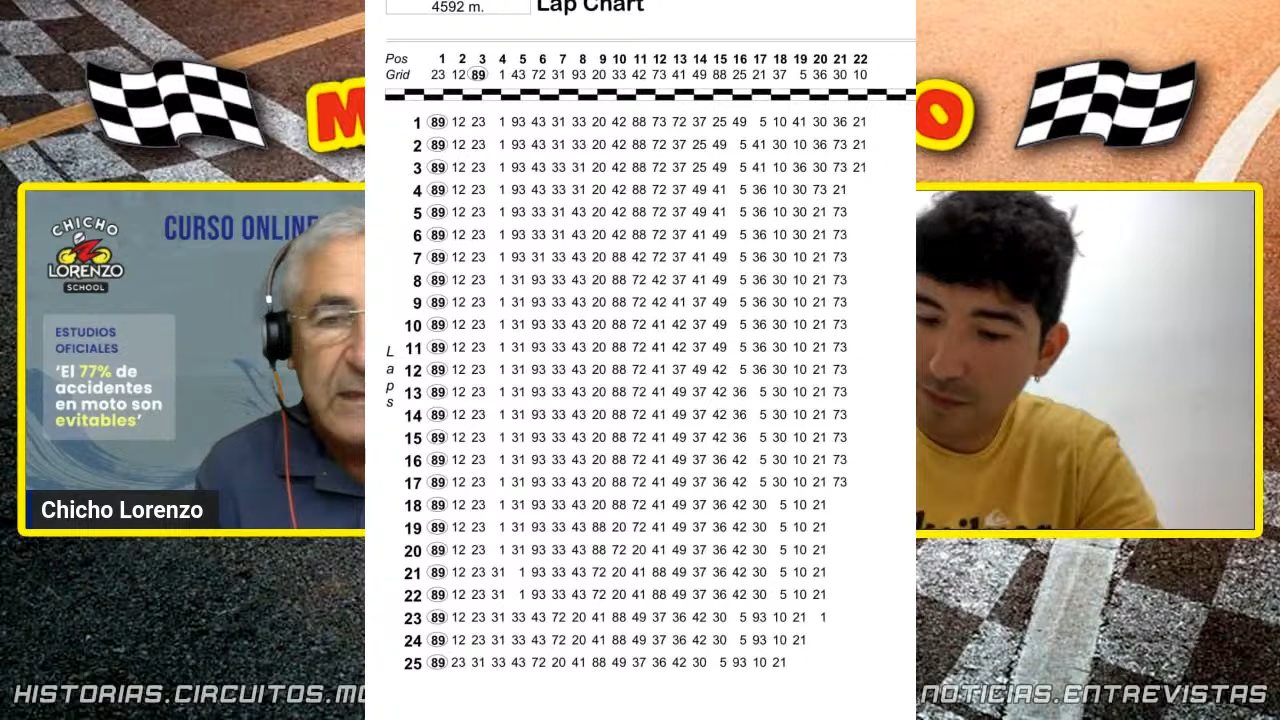 4592 m.
Lap Chart
Pos 1 2 3 4 5 6 7 8 9 10 11 12 13 14 15 16 17 18 19 20 21 22
Grid 23 12 89 1 43 72 31 93 20 33 42 73 41 49 88 25 21 37 5 36 30 10
M
O
1 89 12 23 1 93 43 31 33 20 42 88 73 72 37 25 49 5 10 41 30 36 21
2 89 12 23 1 93 43 31 33 20 42 88 72 37 25 49 5 41 30 10 36 73 21
3 89 12 23 1 93 43 33 31 20 42 88 72 37 25 49 5 41 10 36 30 73 21
4 89 12 23 1 93 43 33 31 20 42 88 72 37 49 41 5 36 10 30 73 21
5 89 12 23 1 93 33 31 43 20 42 88 72 37 49 41 5 36 10 30 21 73
6 89 12 23 1 93 33 31 43 20 42 88 72 37 41 49 5 36 10 30 21 73
7 89 12 23 1 93 31 33 43 20 88 42 72 37 41 49 5 36 30 10 21 73
8 89 12 23 1 31 93 33 43 20 88 72 42 37 41 49 5 36 30 10 21 73
9 89 12 23 1 31 93 33 43 20 88 72 42 41 37 49 5 36 30 10 21 73
10 89 12 23 1 31 93 33 43 20 88 72 41 42 37 49 5 36 30 10 21 73
11 89 12 23 1 31 93 33 43 20 88 72 41 42 37 49 5 36 30 10 21 73
12 89 12 23 1 31 93 33 43 20 88 72 41 37 49 42 5 36 30 10 21 73
13 89 12 23 1 31 93 33 43 20 88 72 41 49 37 42 36 5 30 10 21 73
14 89 12 23 1 31 93 33 43 20 88 72 41 49 37 42 36 5 30 10 21 73
15 89 12 23 1 31 93 33 43 20 88 72 41 49 37 42 36 5 30 10 21 73
16 89 12 23 1 31 93 33 43 20 88 72 41 49 37 36 42 5 30 10 21 73
17 89 12 23 1 31 93 33 43 20 88 72 41 49 37 36 42 5 30 10 21 73
18 89 12 23 1 31 93 33 43 20 88 72 41 49 37 36 42 30 5 10 21
19 89 12 23 1 31 93 33 43 88 20 72 41 49 37 36 42 30 5 10 21
20 89 12 23 1 31 93 33 43 88 72 20 41 49 37 36 42 30 5 10 21
21 89 12 23 31 1 93 33 43 72 20 41 88 49 37 36 42 30 5 10 21
22 89 12 23 31 1 93 33 43 72 20 41 88 49 37 36 42 30 5 10 21
23 89 12 23 31 33 43 72 20 41 88 49 37 36 42 30 5 93 10 21 1
24 89 12 23 31 33 43 72 20 41 88 49 37 36 42 30 5 93 10 21
25 89 23 31 33 43 72 20 41 88 49 37 36 42 30 5 93 10 21
Laps
CHICHO
LORENZO
SCHOOL
CURSO ONLINE
ESTUDIOS
OFICIALES
'El 77% de
accidentes
en moto son
evitables'
Chicho Lorenzo
HISTORIAS.CIRCUITOS.MO
NOTICIAS.ENTREVISTAS